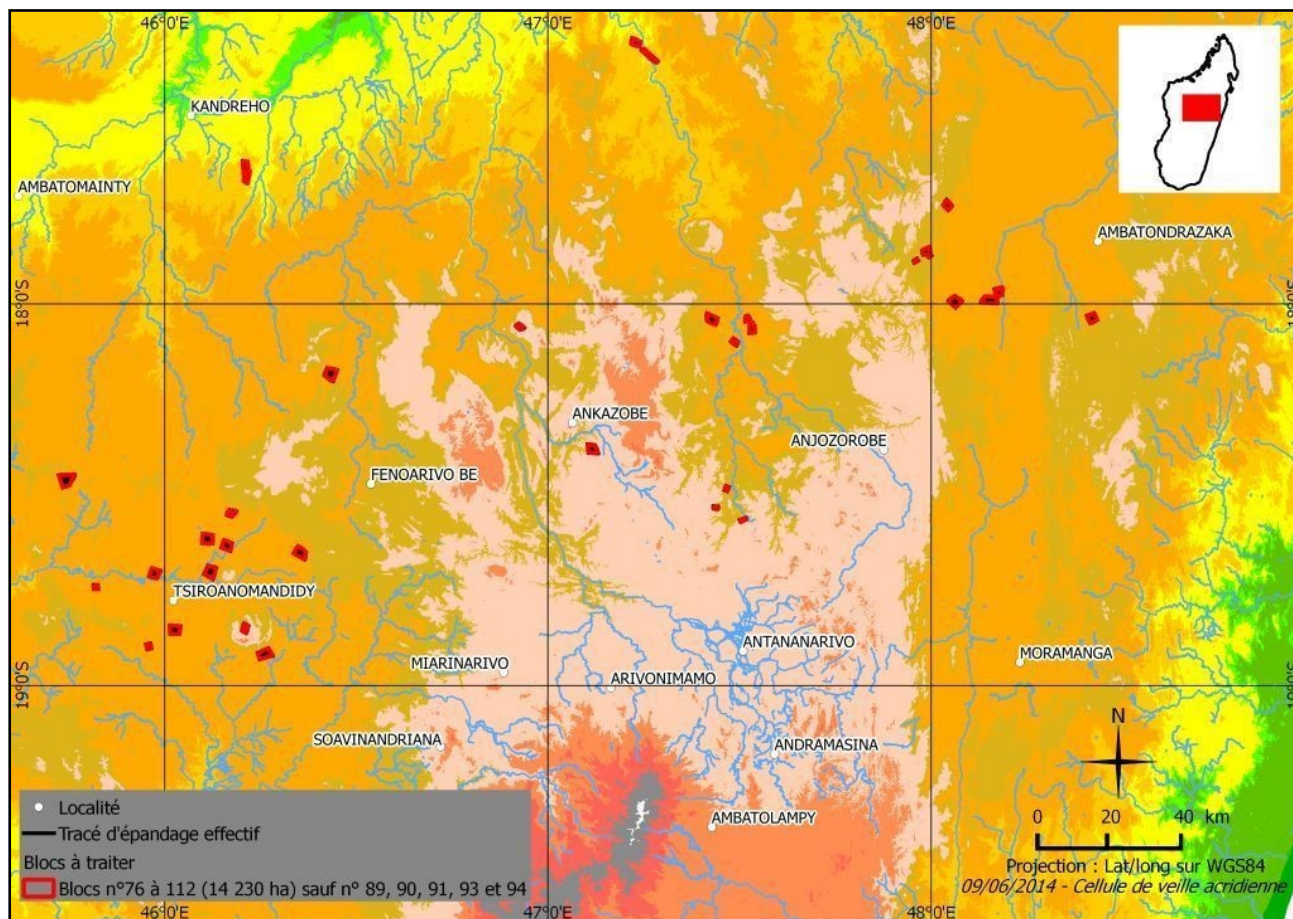 46°0'E 47°0'E 48°0'E
KANDREHO
AMBATOMAINTY
AMBATONDRAZAKA
18°0'S 18°0'S
ANKAZOBE
ANJOZOROBE
FENOARIVO BE
TSIROANOMANDIDY
ANTANANARIVO
MORAMANGA
MIARINARIVO
ARIVONIMAMO
19°0'S 19°0'S
SOAVINANDRIANA
ANDRAMASINA
N
AMBATOLAMPY
Localité
Tracé d'épandage effectif
Blocs à traiter
Blocs n°76 à 112 (14 230 ha) sauf n° 89, 90, 91, 93 et 94
0 20 40 km
Projection : Lat/long sur WGS84
09/06/2014 - Cellule de veille acridienne
46°0'E 47°0'E 48°0'E